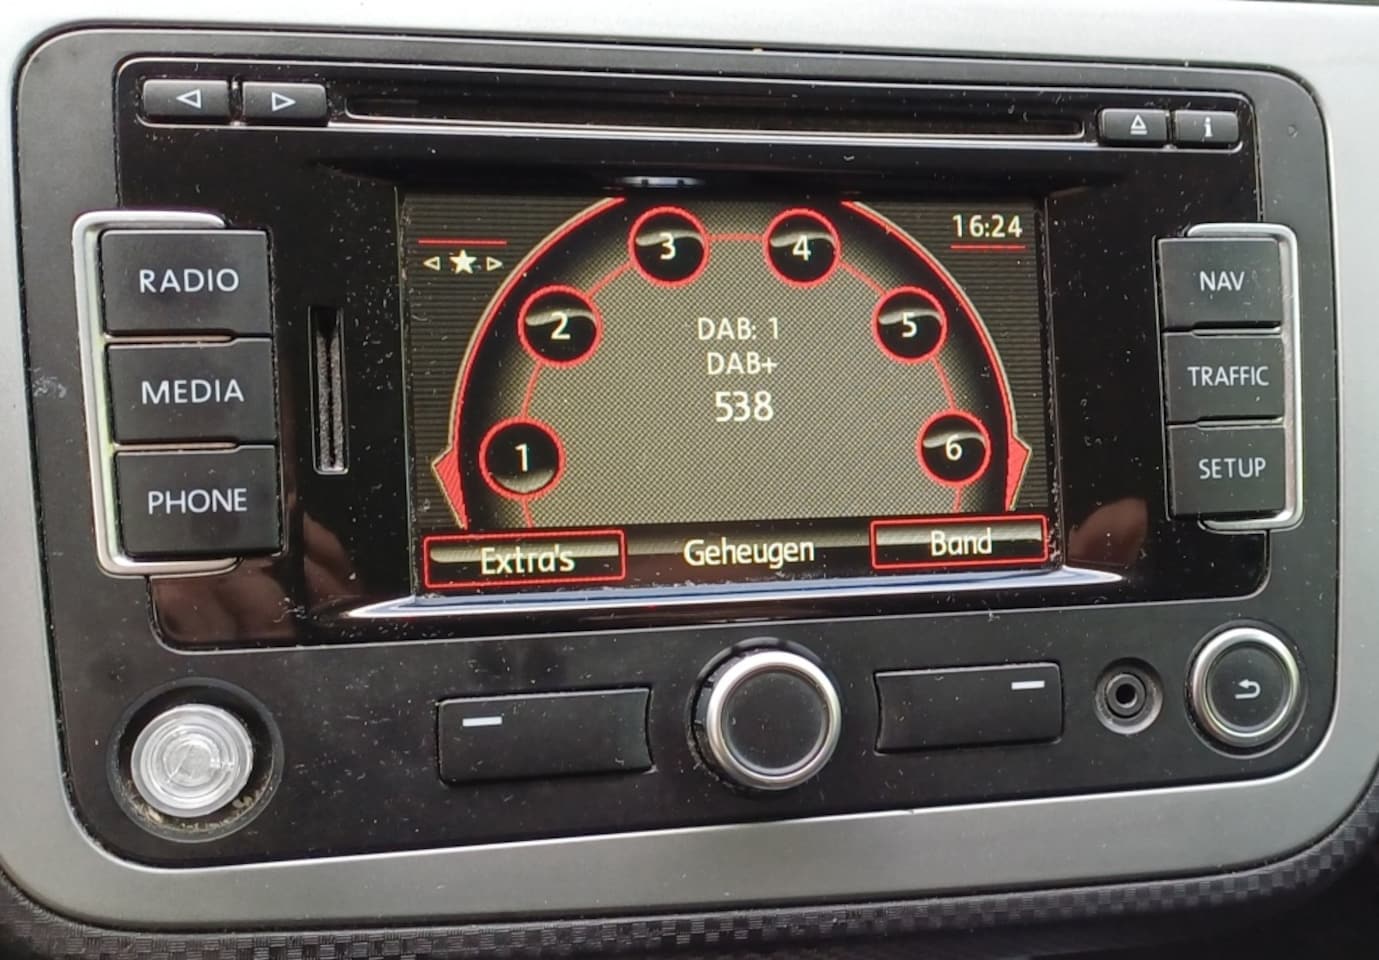 RADIO
MEDIA
PHONE
16:24
1
2
3
4
5
6
DAB: 1
DAB+
538
Extra's
Geheugen
Band
NAV
TRAFFIC
SETUP
i